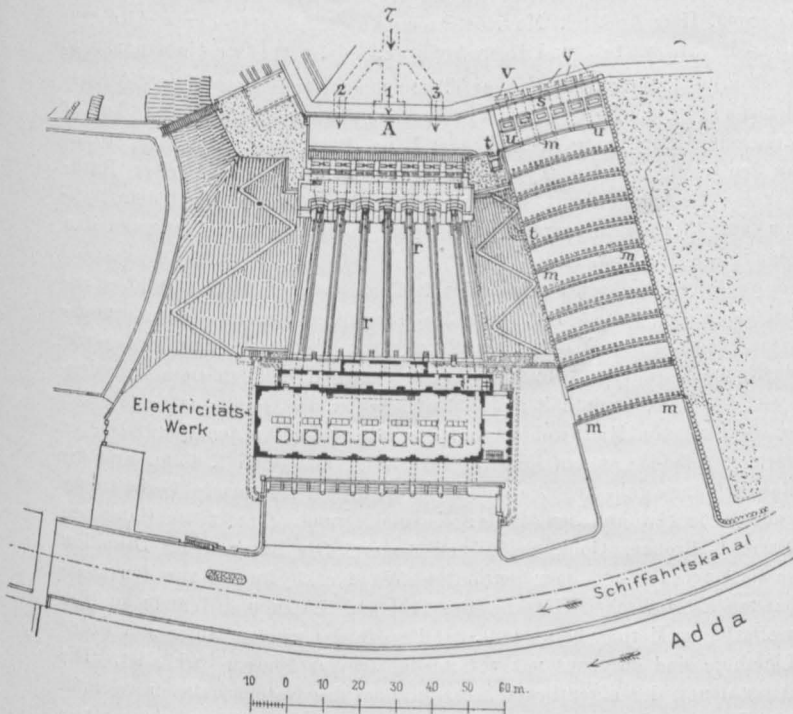 τ
v v
2 1 3
A
s
u m u
t
t
r
m m
r
Elektricitäts-
Werk
m m
Schiffahrtskanal
Adda
10 0 10 20 30 40 50 60 m.